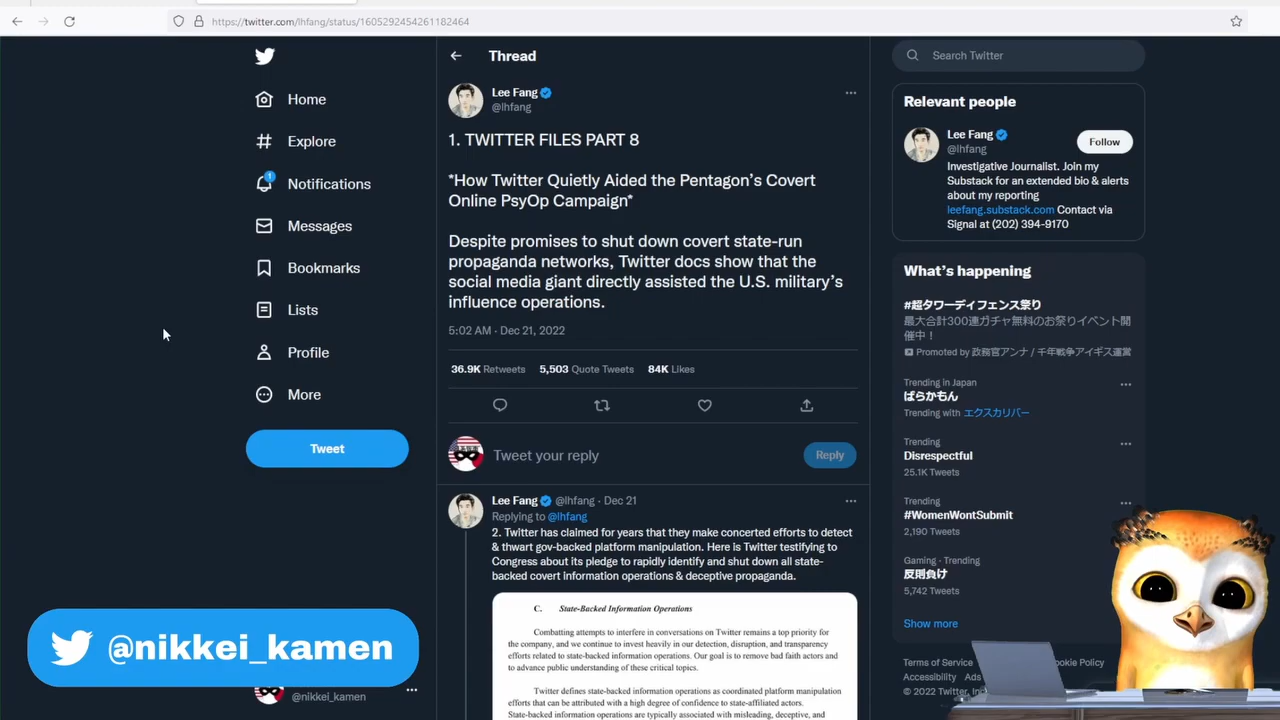 https://twitter.com/lhfang/status/1605292454261182464
Home
Explore
1
Notifications
Messages
Bookmarks
Lists
Profile
More
Tweet
@nikkei_kamen
@nikkei_kamen
Thread
Lee Fang
@lhfang
1. TWITTER FILES PART 8
*How Twitter Quietly Aided the Pentagon’s Covert
Online PsyOp Campaign*
Despite promises to shut down covert state-run
propaganda networks, Twitter docs show that the
social media giant directly assisted the U.S. military’s
influence operations.
5:02 AM · Dec 21, 2022
36.9K Retweets 5,503 Quote Tweets 84K Likes
Tweet your reply
Reply
Lee Fang @lhfang · Dec 21
Replying to @lhfang
2. Twitter has claimed for years that they make concerted efforts to detect
& thwart gov-backed platform manipulation. Here is Twitter testifying to
Congress about its pledge to rapidly identify and shut down all state-
backed covert information operations & deceptive propaganda.
C. State-Backed Information Operations
Combatting attempts to interfere in conversations on Twitter remains a top priority for
the company, and we continue to invest heavily in our detection, disruption, and transparency
efforts related to state-backed information operations. Our goal is to remove bad faith actors and
to advance public understanding of these critical topics.
Twitter defines state-backed information operations as coordinated platform manipulation
efforts that can be attributed with a high degree of confidence to state-affiliated actors.
State-backed information operations are typically associated with misleading, deceptive, and
Search Twitter
Relevant people
Lee Fang
@lhfang
Follow
Investigative Journalist. Join my
Substack for an extended bio & alerts
about my reporting
leefang.substack.com Contact via
Signal at (202) 394-9170
What’s happening
#超タワーディフェンス祭り
最大合計300連ガチャ無料のお祭りイベント開
催中！
Promoted by 政務官アンナ / 千年戦争アイギス運営
Trending in Japan
ばらかもん
Trending with エクスカリバー
Trending
Disrespectful
25.1K Tweets
Trending
#WomenWontSubmit
2,190 Tweets
Gaming · Trending
反則負け
5,742 Tweets
Show more
Terms of Service
ookie Policy
Accessibility Ads
© 2022 Twitter, Inc